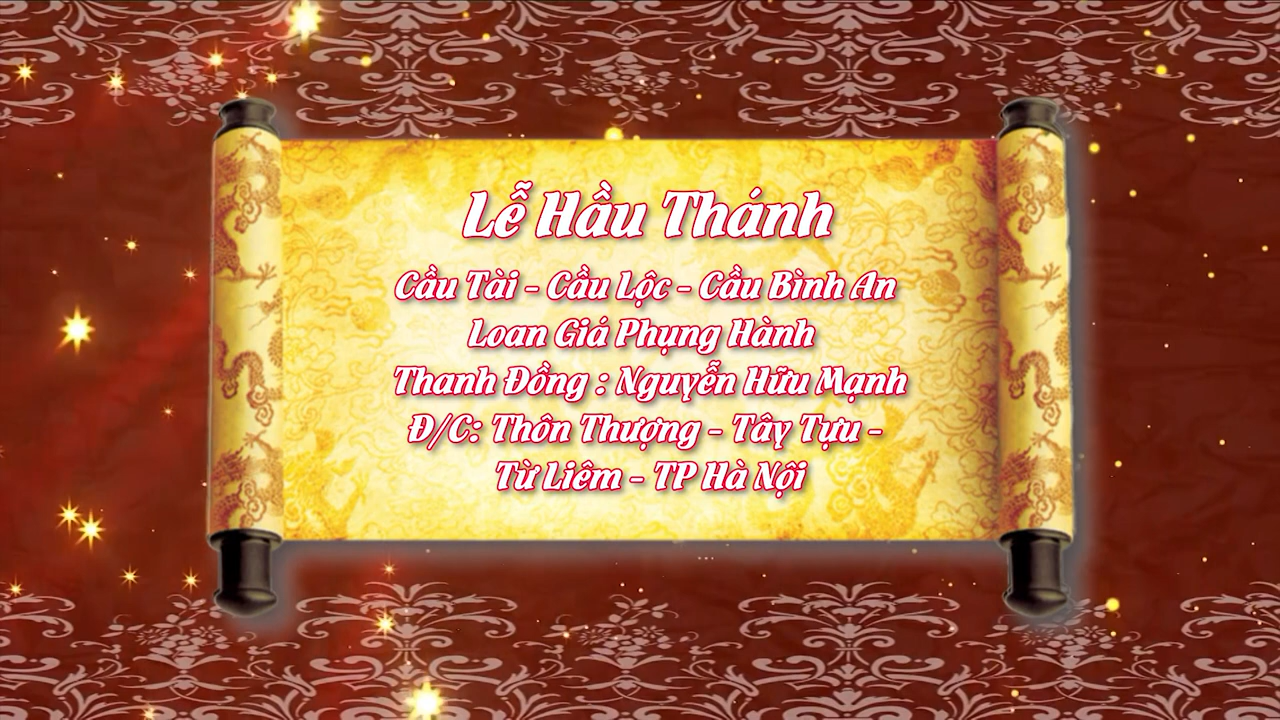 Lễ Hầu Thánh
Cầu Tài - Cầu Lộc - Cầu Bình An
Loan Giá Phụng Hành
Thanh Đồng : Nguyễn Hữu Mạnh
Đ/C: Thôn Thượng - Tây Tựu -
Từ Liêm - TP Hà Nội